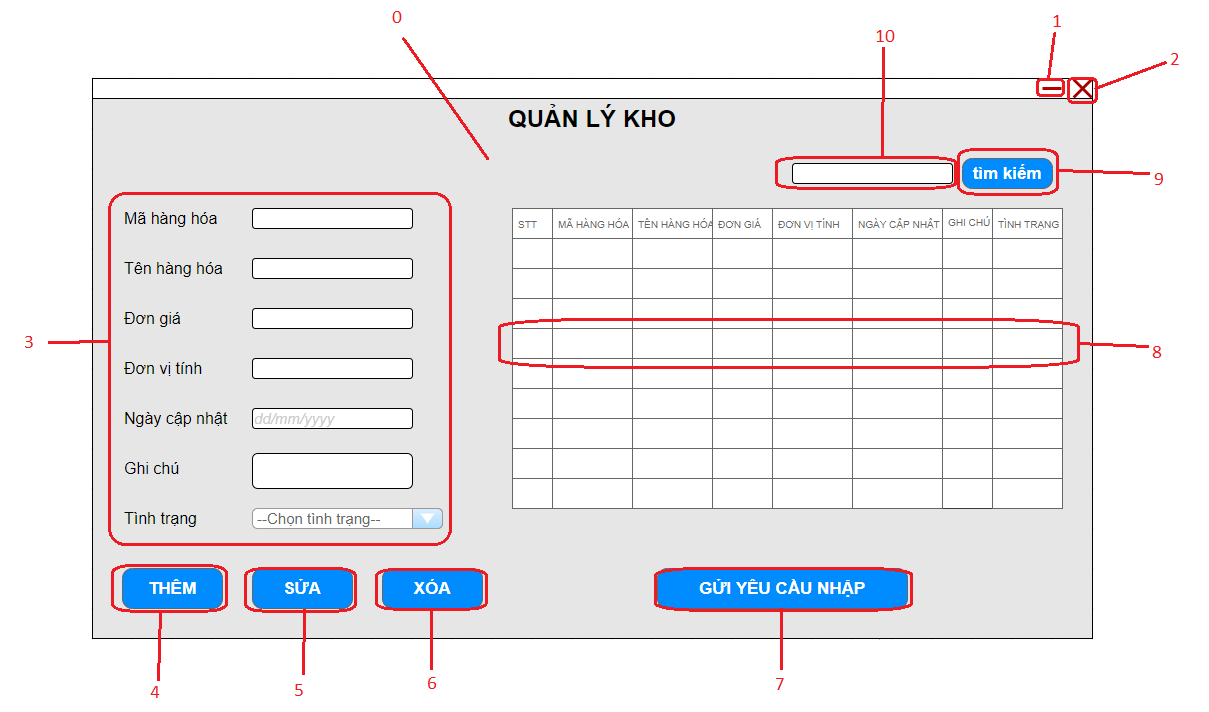 0
1
10
2
QUẢN LÝ KHO
tìm kiếm
9
Mã hàng hóa
STT MÃ HÀNG HÓA TÊN HÀNG HÓA ĐƠN GIÁ ĐƠN VỊ TÍNH NGÀY CẬP NHẬT GHI CHÚ TÌNH TRẠNG
Tên hàng hóa
Đơn giá
3
8
Đơn vị tính
Ngày cập nhật dd/mm/yyyy
Ghi chú
Tình trạng --Chọn tình trạng--
THÊM SỬA XÓA GỬI YÊU CẦU NHẬP
4 5 6 7